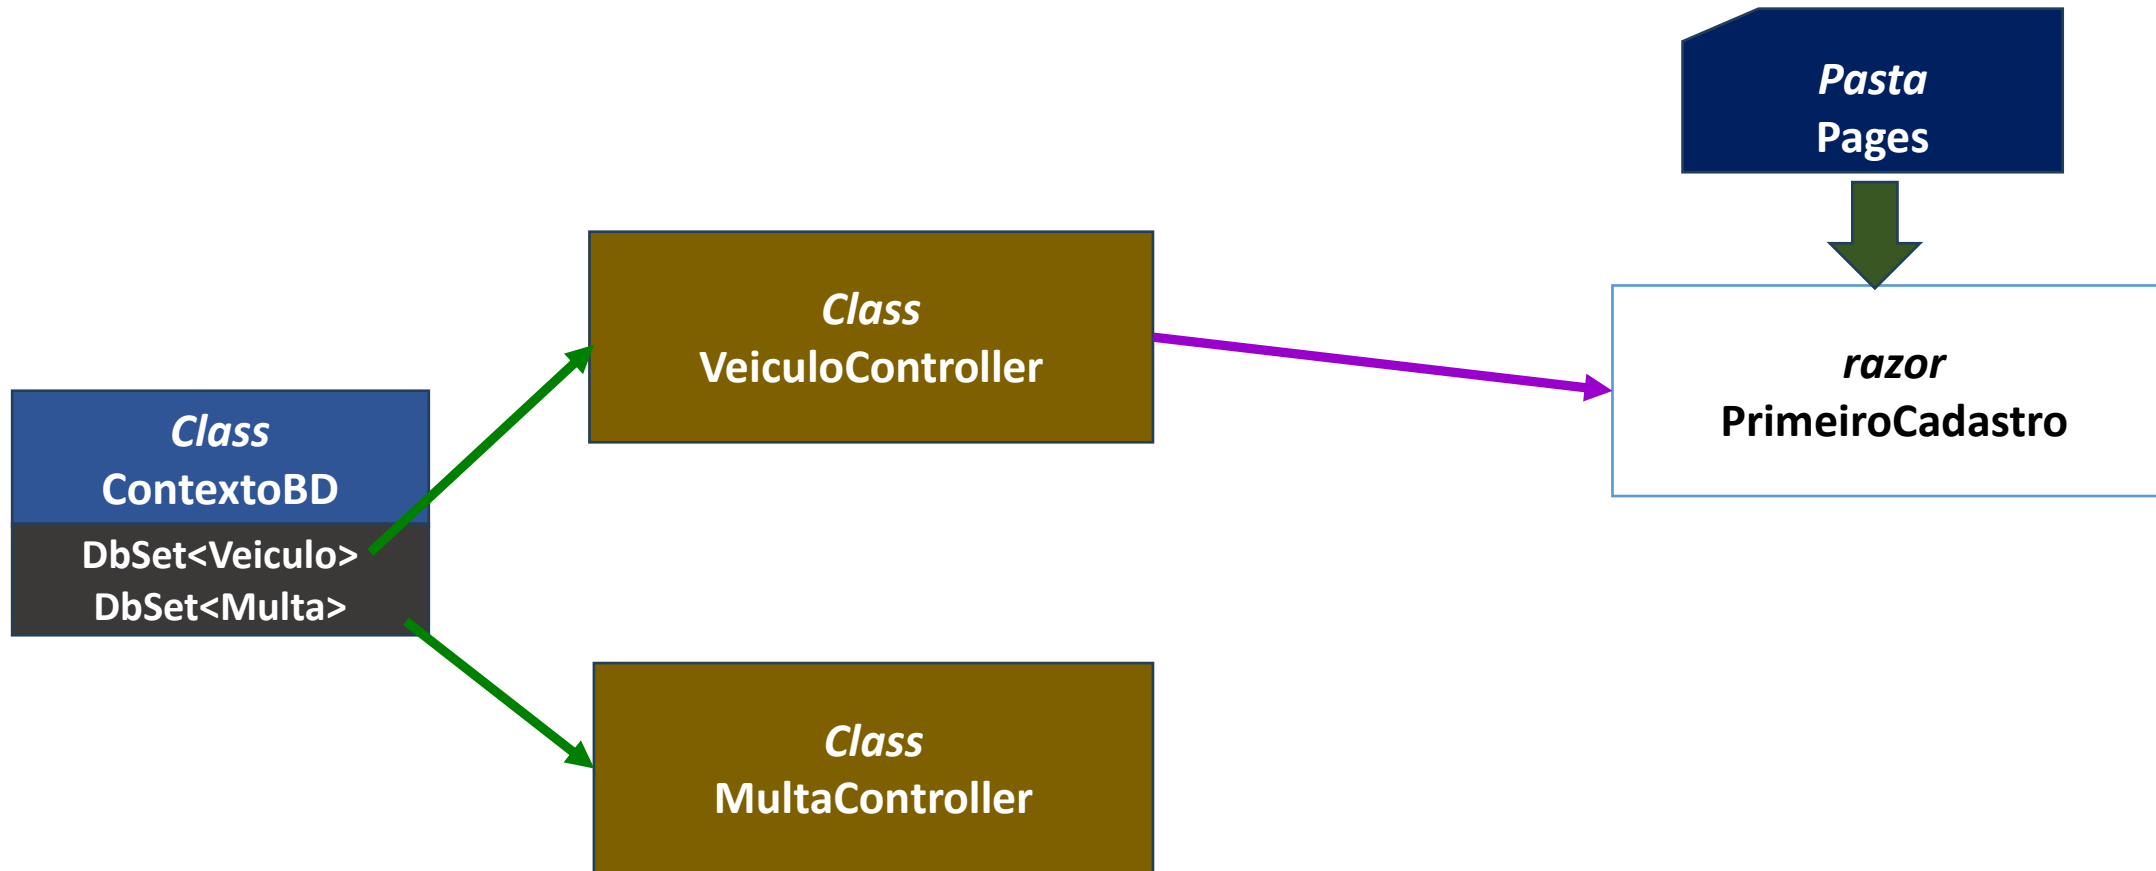 Pasta
Pages
Class
VeiculoController
razor
PrimeiroCadastro
Class
ContextoBD
DbSet<Veiculo>
DbSet<Multa>
Class
MultaController